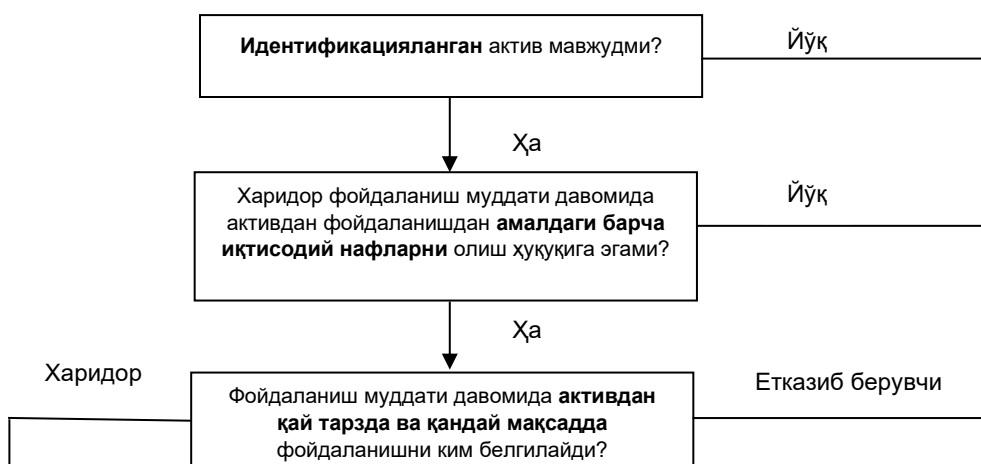 Идентификацияланган актив мавжудми?
Йўқ
Ҳа
Харидор фойдаланиш муддати давомида
активдан фойдаланишдан амалдаги барча
иқтисодий нафларни олиш ҳуқуқига эгами?
Йўқ
Ҳа
Харидор
Фойдаланиш муддати давомида активдан
қай тарзда ва қандай мақсадда
фойдаланишни ким белгилайди?
Етказиб берувчи